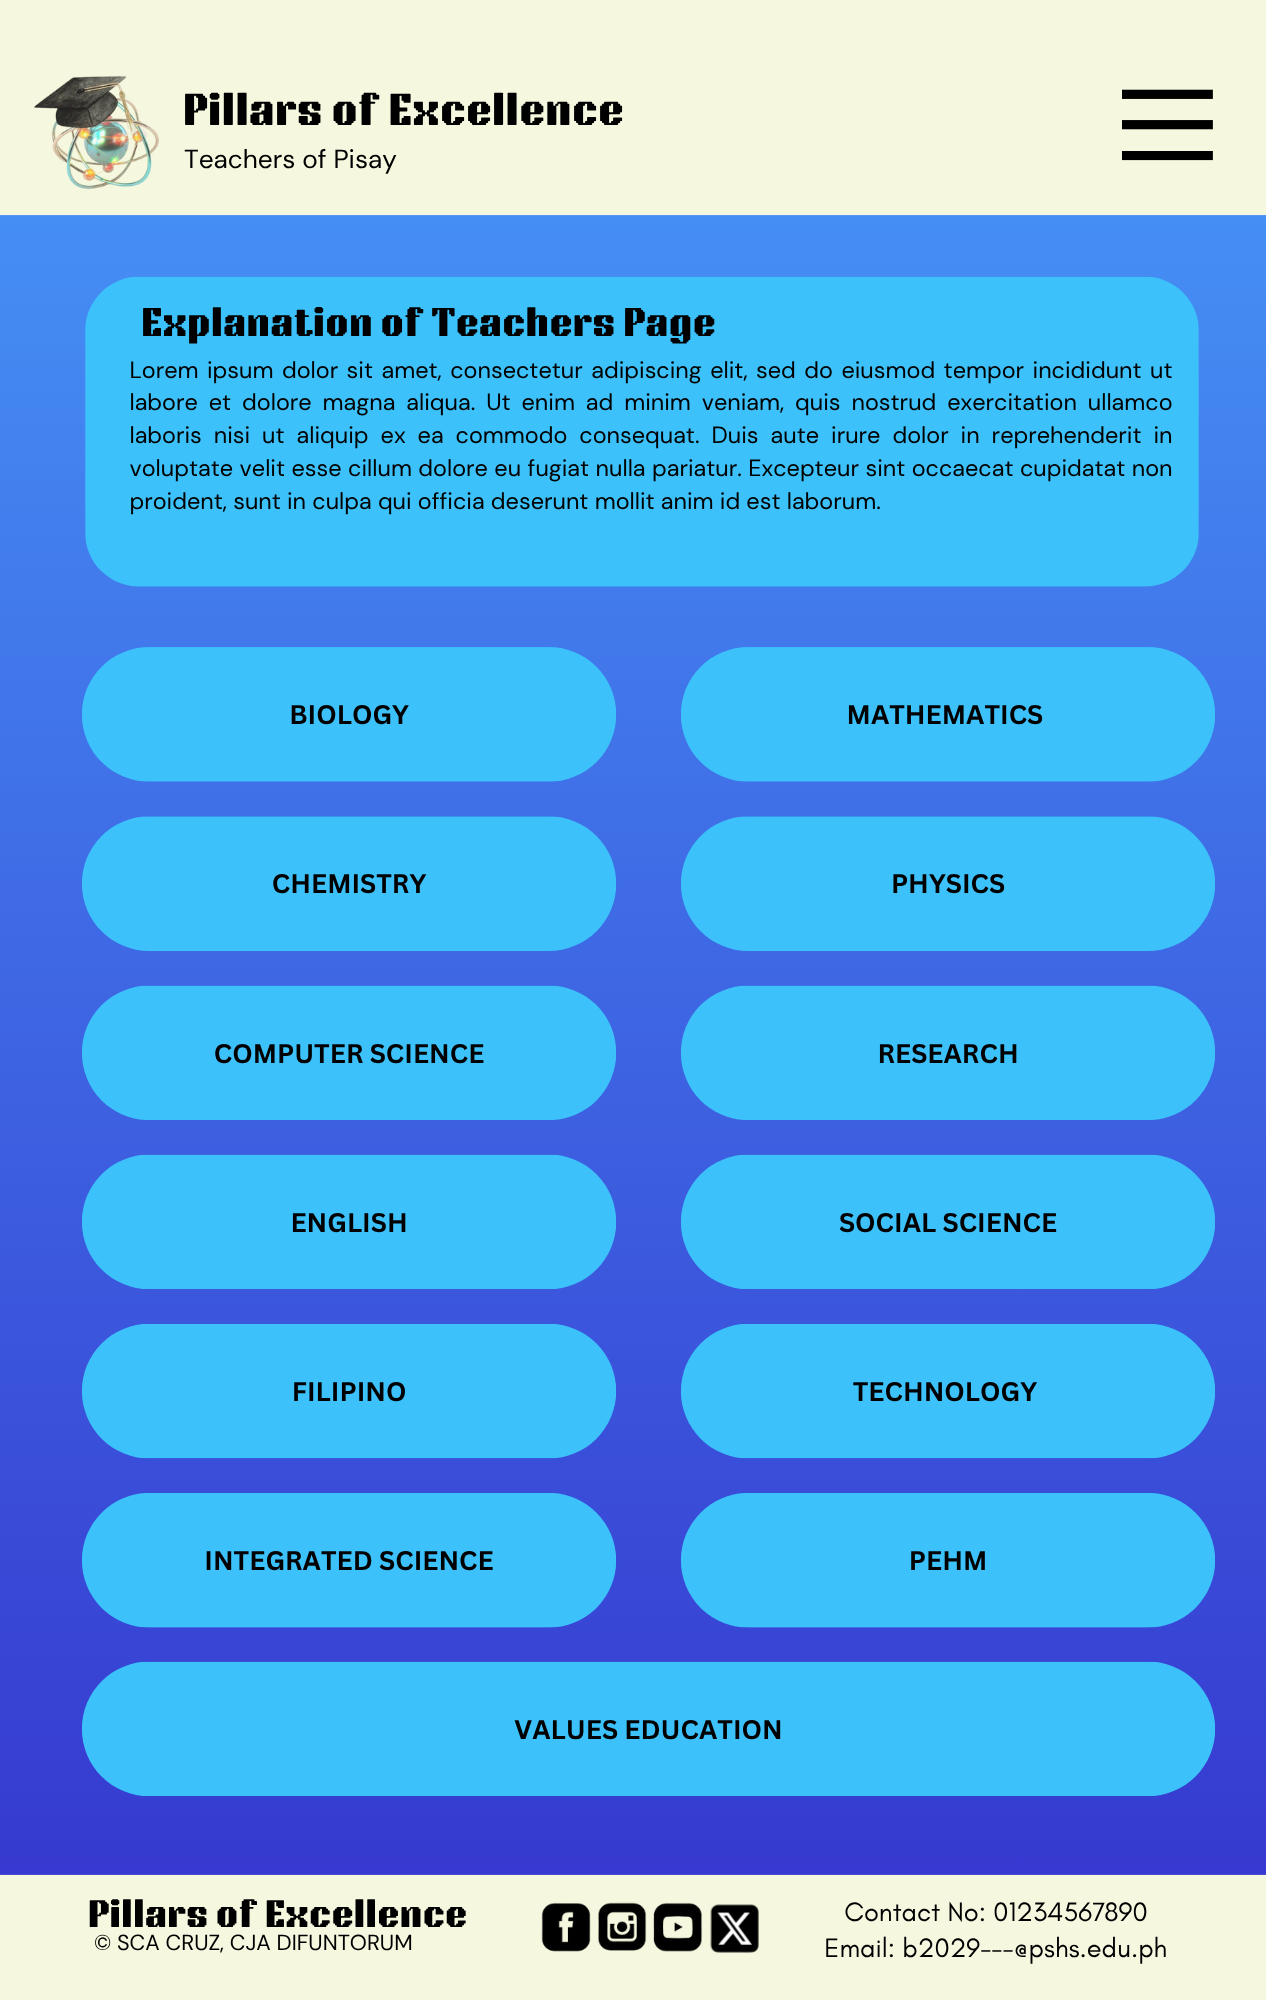 Pillars of Excellence
Teachers of Pisay
Explanation of Teachers Page
Lorem ipsum dolor sit amet, consectetur adipiscing elit, sed do eiusmod tempor incididunt ut
labore et dolore magna aliqua. Ut enim ad minim veniam, quis nostrud exercitation ullamco
laboris nisi ut aliquip ex ea commodo consequat. Duis aute irure dolor in reprehenderit in
voluptate velit esse cillum dolore eu fugiat nulla pariatur. Excepteur sint occaecat cupidatat non
proident, sunt in culpa qui officia deserunt mollit anim id est laborum.
BIOLOGY
MATHEMATICS
CHEMISTRY
PHYSICS
COMPUTER SCIENCE
RESEARCH
ENGLISH
SOCIAL SCIENCE
FILIPINO
TECHNOLOGY
INTEGRATED SCIENCE
PEHM
VALUES EDUCATION
Pillars of Excellence
© SCA CRUZ, CJA DIFUNTORUM
Contact No: 01234567890
Email: b2029---@pshs.edu.ph